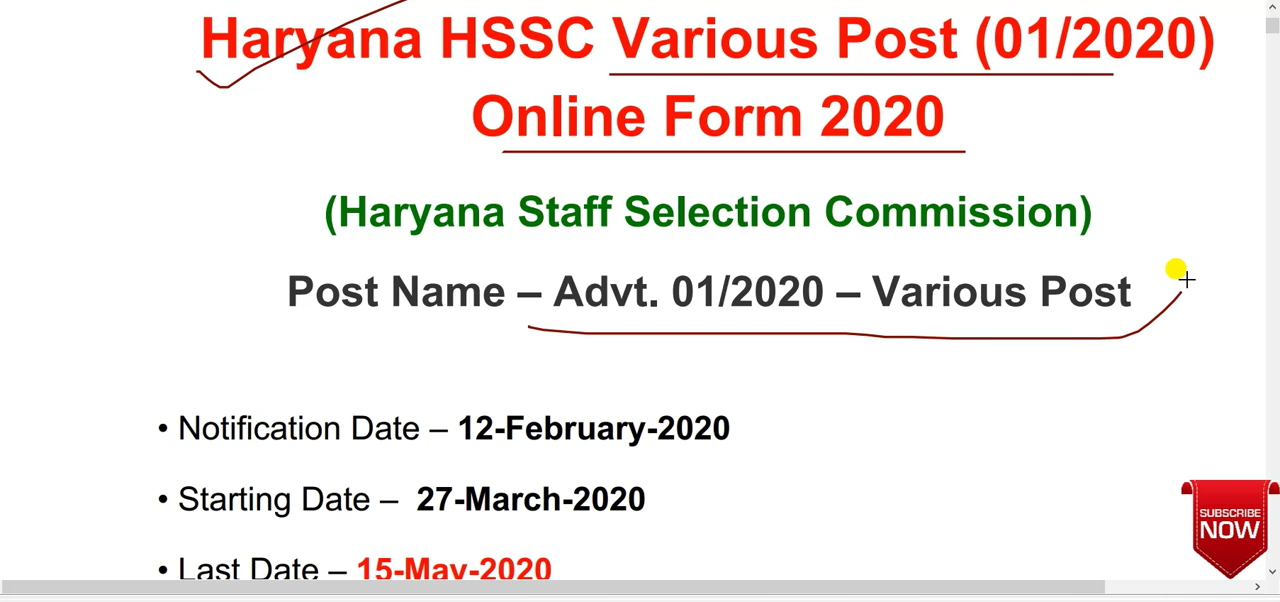 Haryana HSSC Various Post (01/2020)
Online Form 2020
(Haryana Staff Selection Commission)
Post Name – Advt. 01/2020 – Various Post
• Notification Date – 12-February-2020
• Starting Date – 27-March-2020
• Last Date – 15-May-2020
SUBSCRIBE
NOW